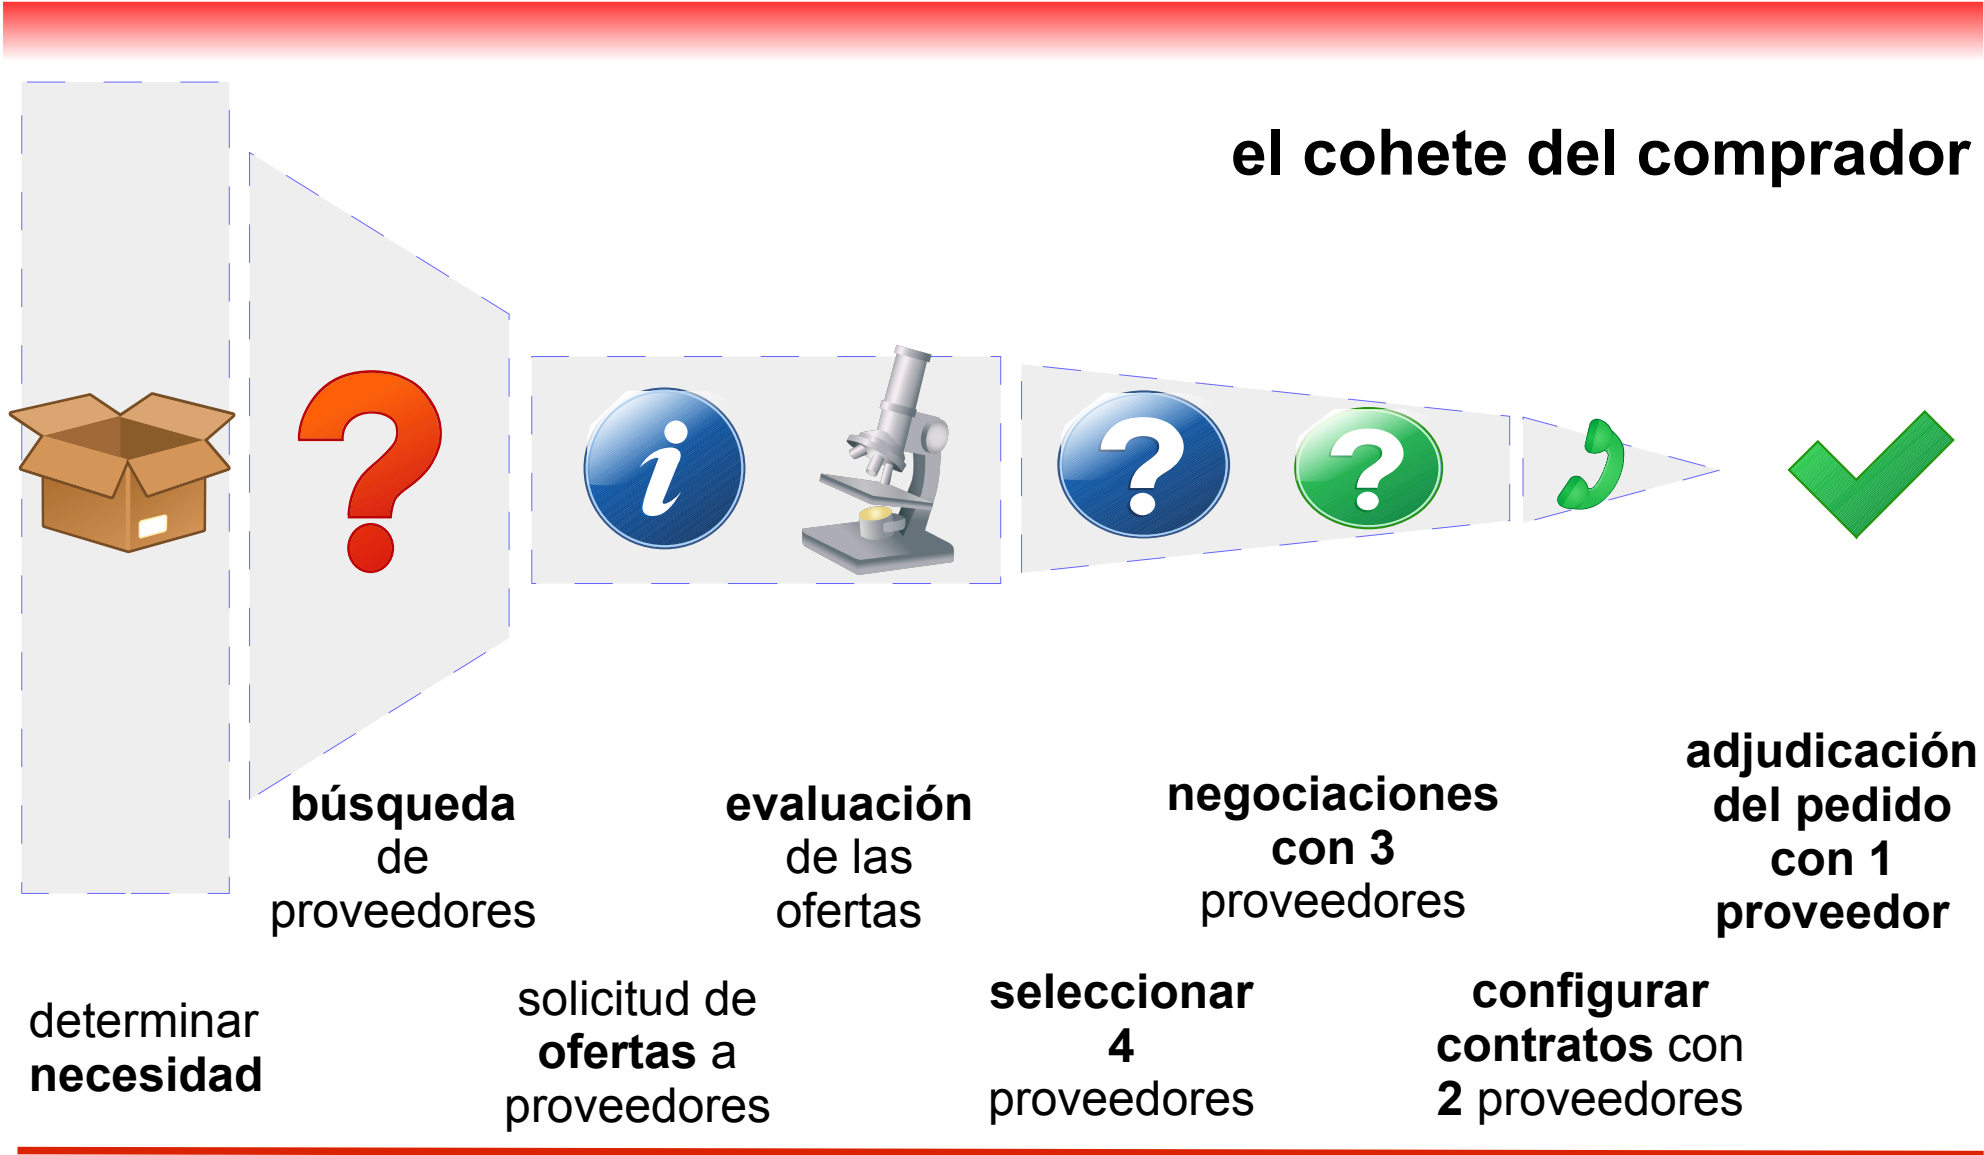 el cohete del comprador
determinar
necesidad
búsqueda
de
proveedores
solicitud de
ofertas a
proveedores
evaluación
de las
ofertas
seleccionar
4
proveedores
negociaciones
con 3
proveedores
configurar
contratos con
2 proveedores
adjudicación
del pedido
con 1
proveedor